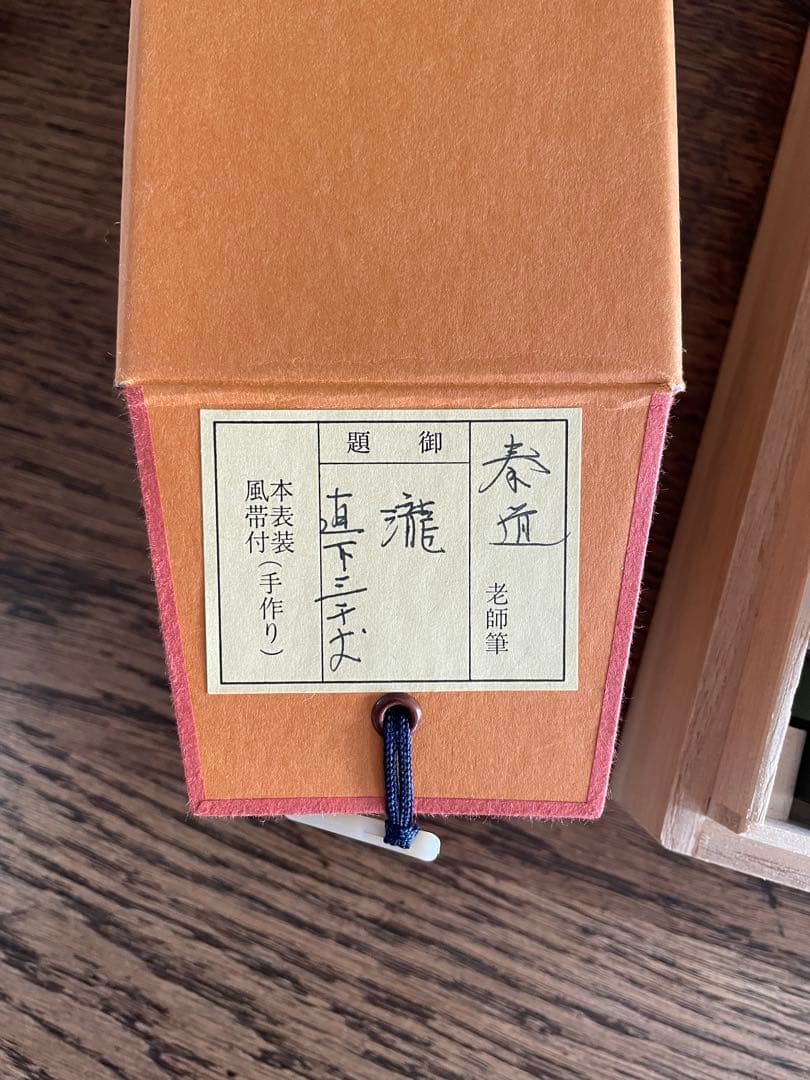 泰道 老師筆
御題
瀧
直下三千丈
本表装
風帯付(手作り)